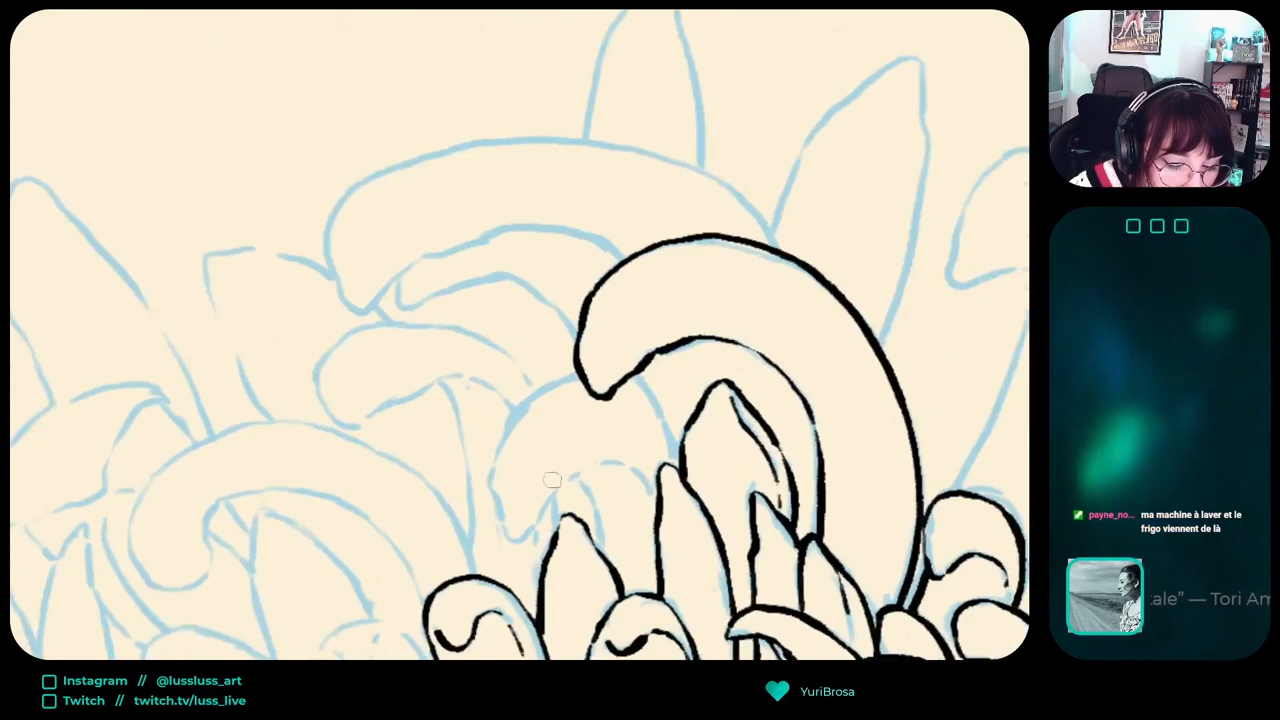 payne_no... ma machine à laver et le
frigo viennent de là
ale” — Tori Am
Instagram // @lussluss_art
Twitch // twitch.tv/luss_live
YuriBrosa